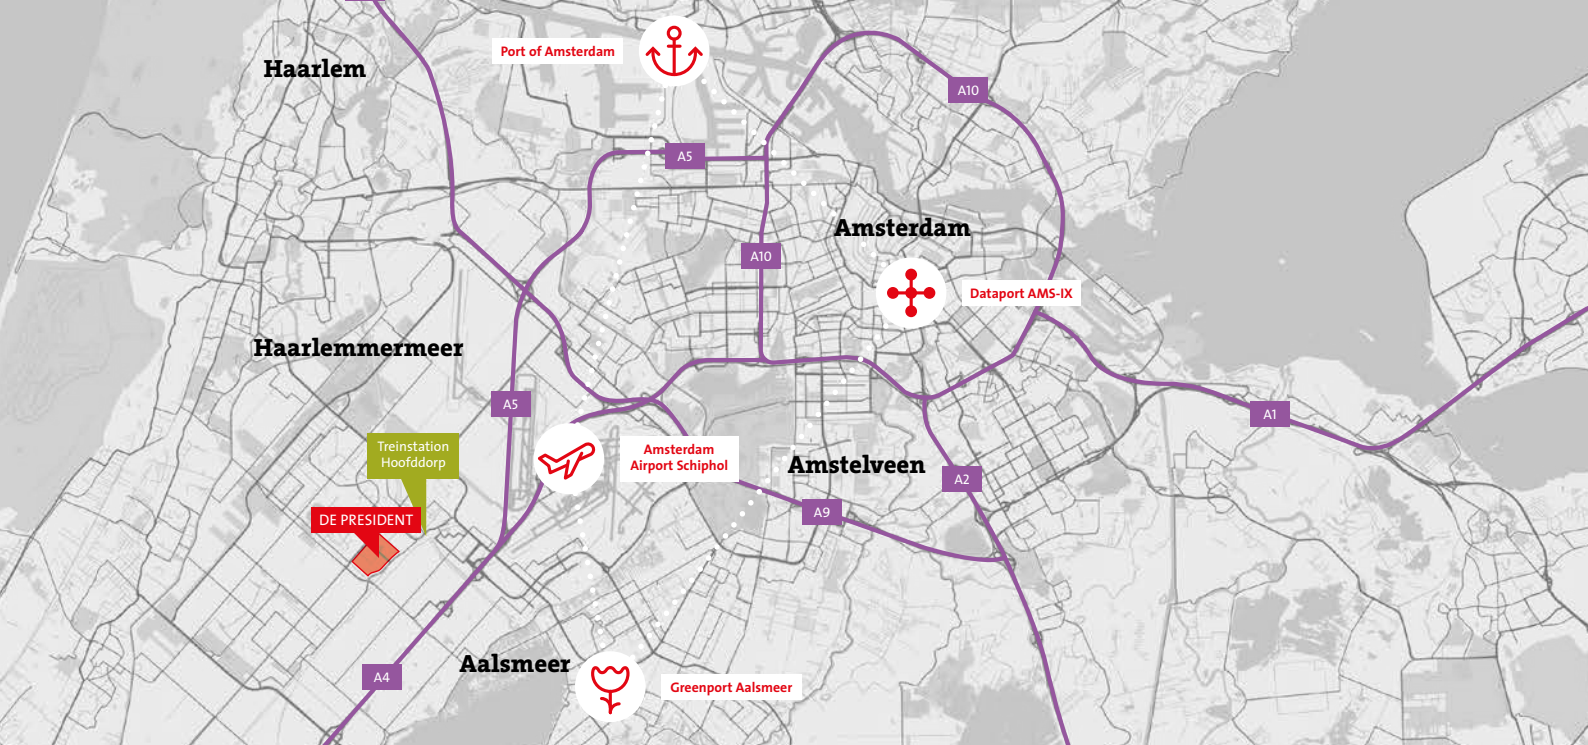 Port of Amsterdam
Haarlem
A10
A5
Amsterdam
A10
Dataport AMS-IX
Haarlemmermeer
A5
A1
Treinstation
Hoofddorp
Amsterdam
Airport Schiphol
Amstelveen
A2
DE PRESIDENT
A9
Aalsmeer
A4
Greenport Aalsmeer